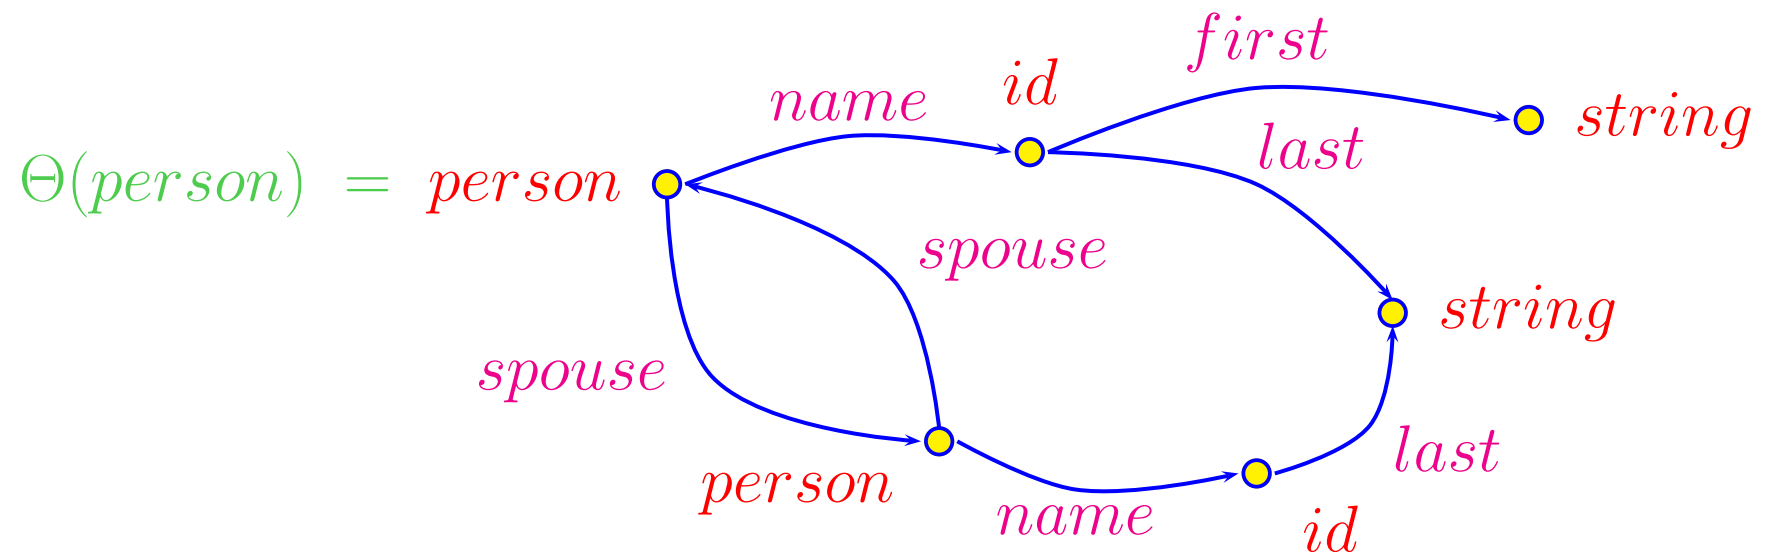 first
id
name
string
last
Θ(person) = person
spouse
string
spouse
last
person
name
id